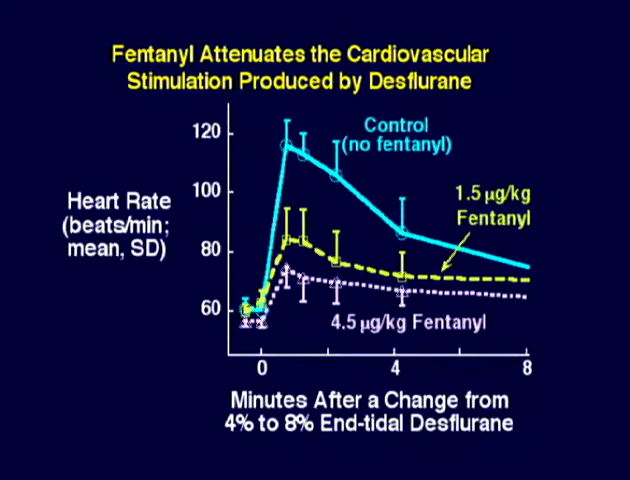 Fentanyl Attenuates the Cardiovascular
Stimulation Produced by Desflurane
120
100
80
60
Heart Rate
(beats/min;
mean, SD)
Control
(no fentanyl)
1.5 µg/kg
Fentanyl
4.5 µg/kg Fentanyl
0
4
8
Minutes After a Change from
4% to 8% End-tidal Desflurane